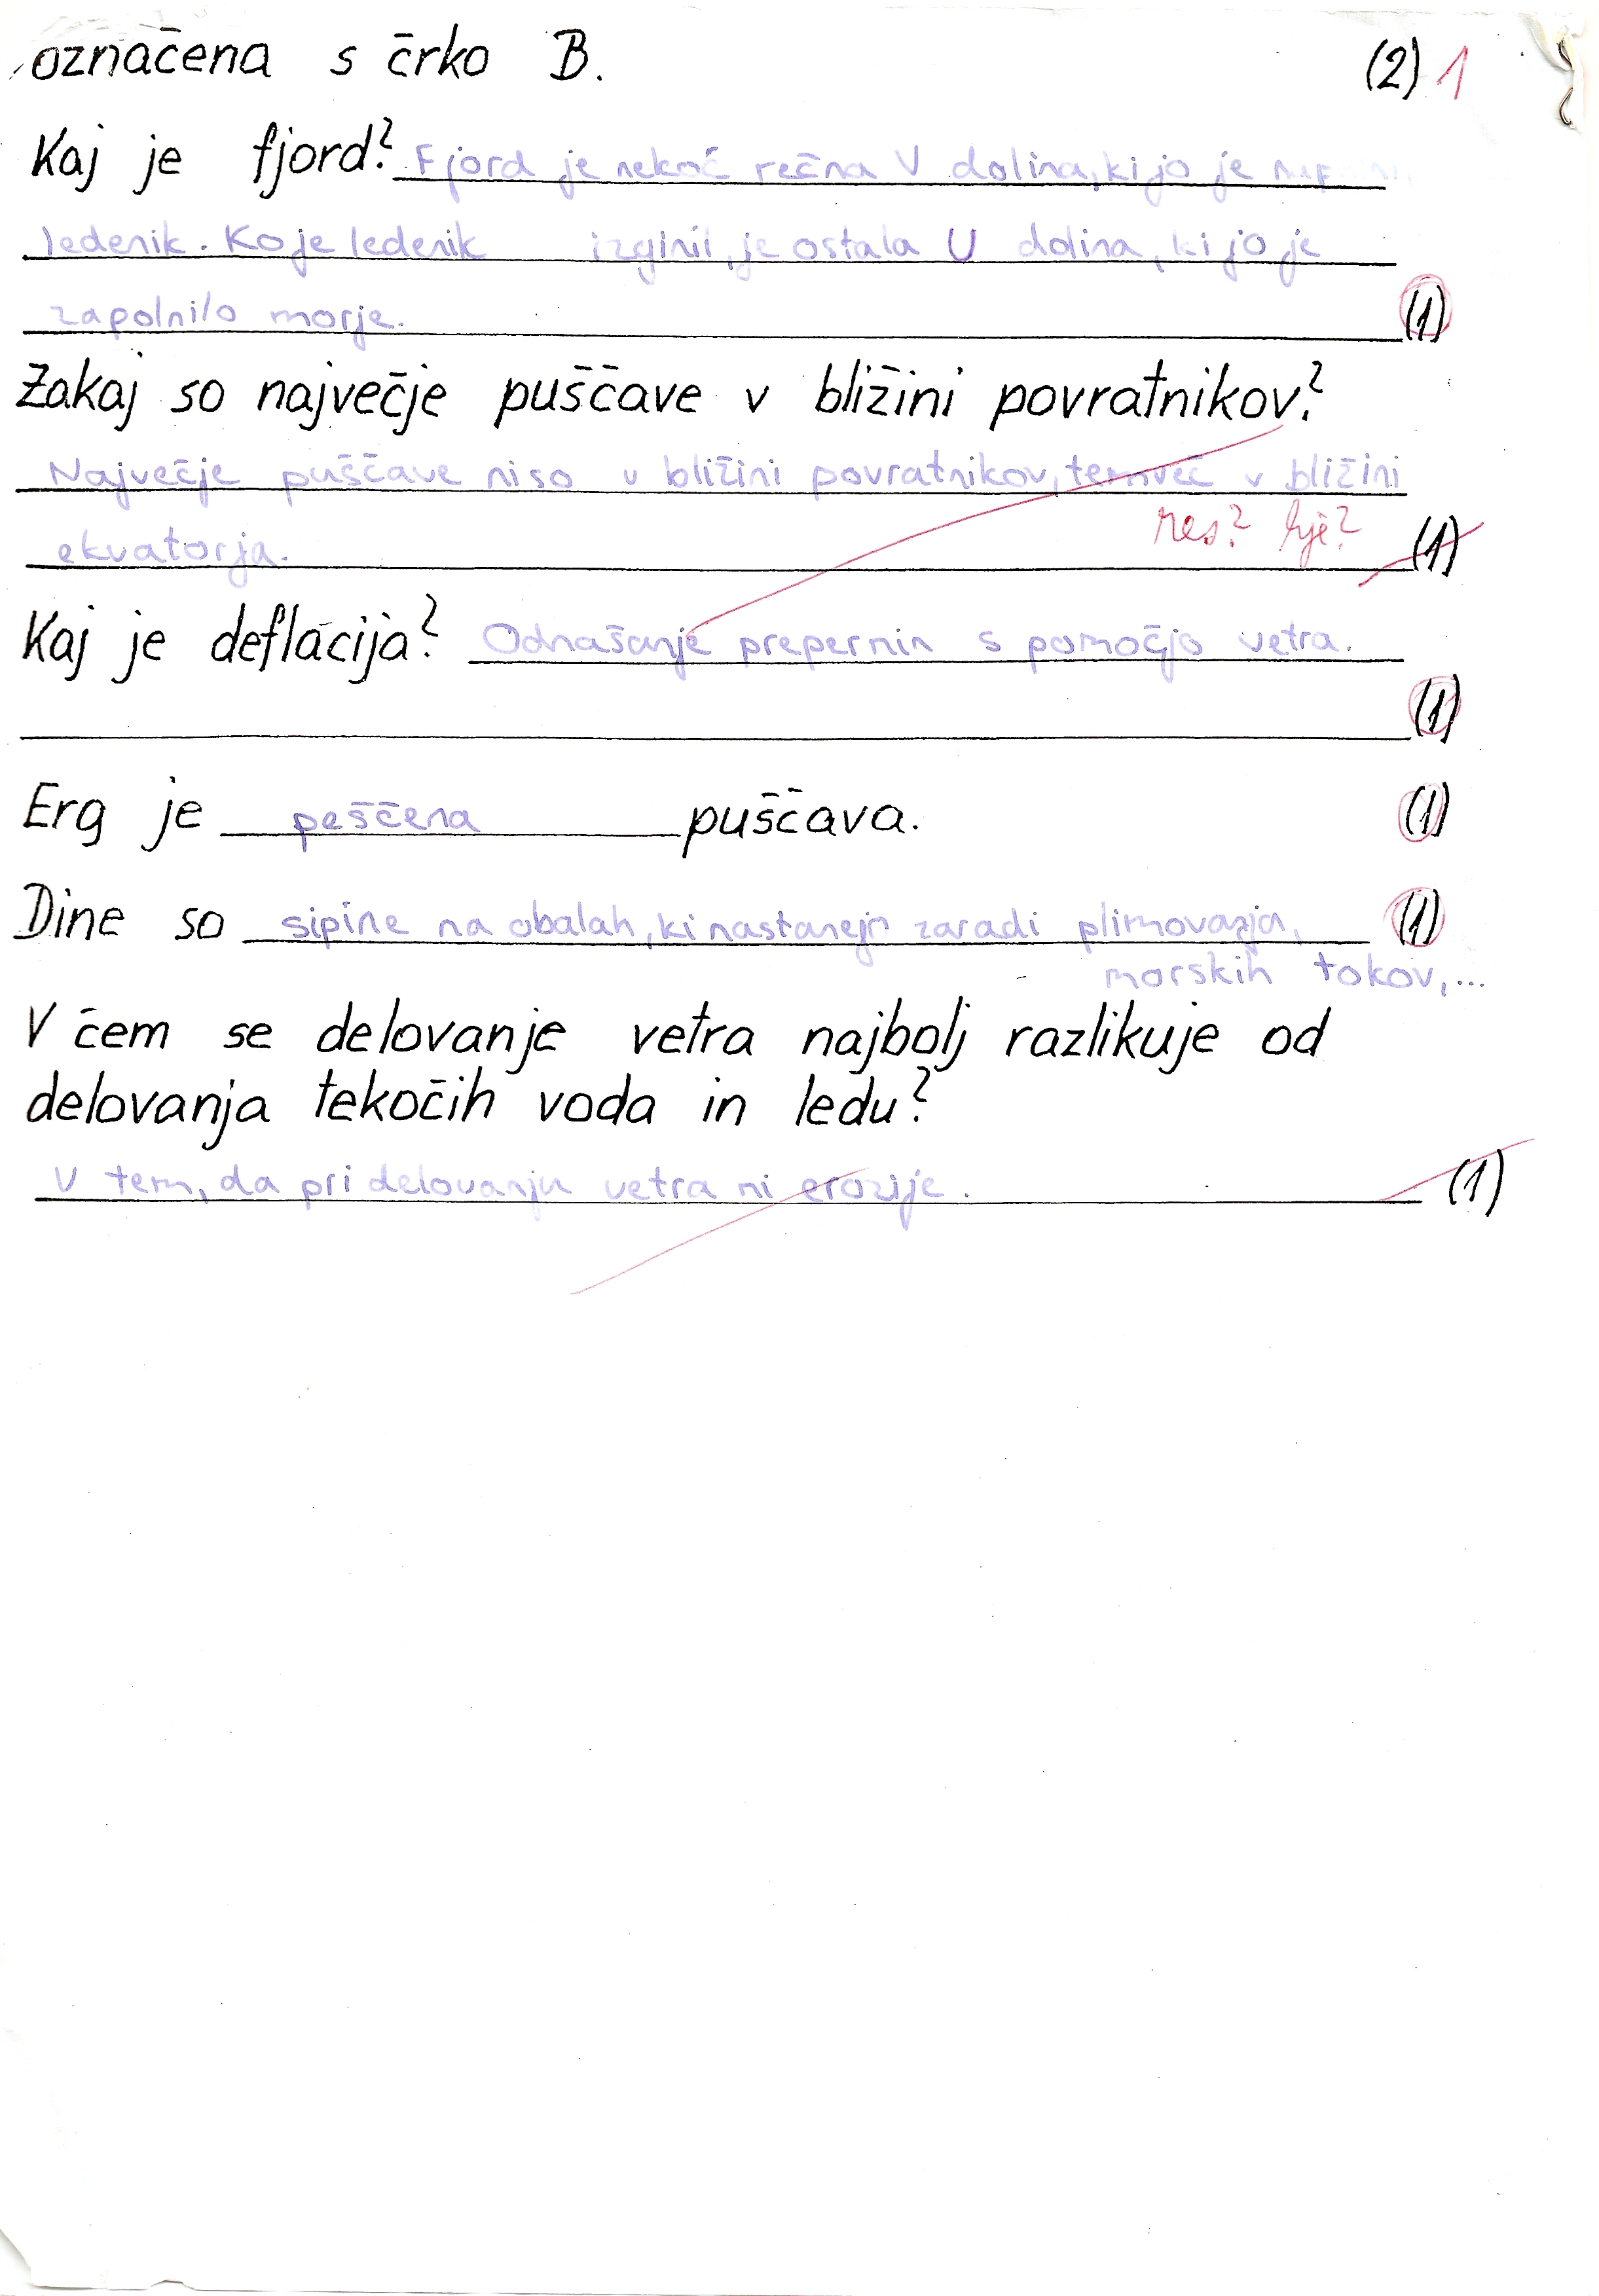 označena s črko B. (2) 1
Kaj je fjord? Fjord je nekoč rečna V dolina, ki jo je
ledenik. Ko je ledenik izginil, je ostala U dolina, ki jo je
zapolnilo morje. (1)
Zakaj so največje puščave v bližini povratnikov?
Največje puščave niso v bližini povratnikov, temveč v bližini
res? kje?
ekvatorja. (1)
Kaj je deflacija? Odnašanje prepernin s pomočjo vetra.
(1)
Erg je peščena puščava. (1)
Dine so sipine na obalah, ki nastanejo zaradi plimovanja, (1)
morskih tokov,...
V čem se delovanje vetra najbolj razlikuje od
delovanja tekočih voda in ledu?
V tem, da pri delovanju vetra ni erozije. (1)